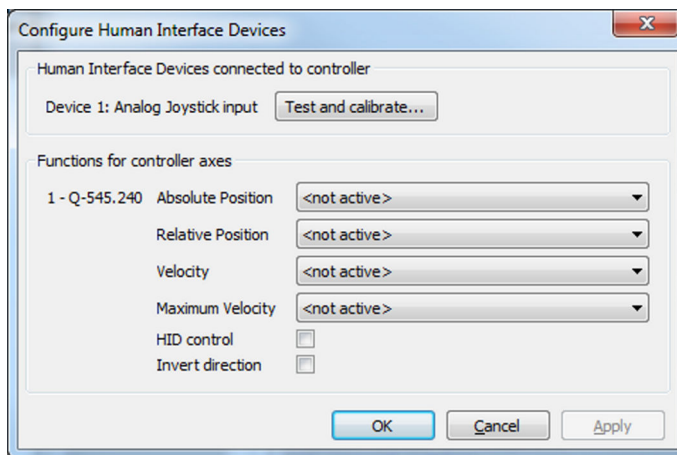 Configure Human Interface Devices
Human Interface Devices connected to controller
Device 1: Analog Joystick input Test and calibrate...
Functions for controller axes
1 - Q-545.240 Absolute Position <not active>
Relative Position <not active>
Velocity <not active>
Maximum Velocity <not active>
HID control
Invert direction
OK Cancel Apply